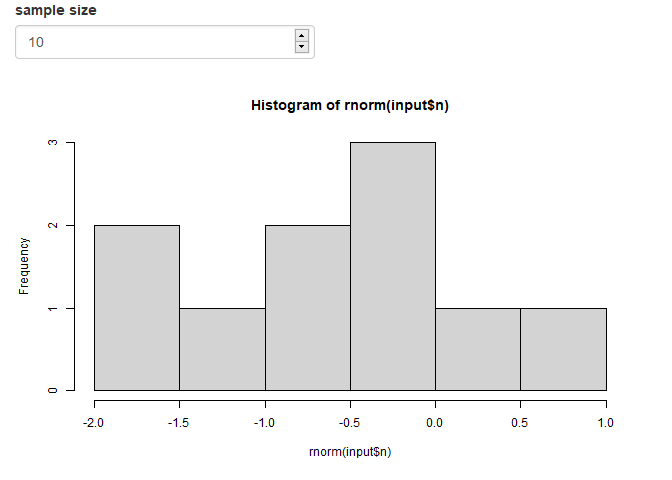 sample size
10
Histogram of rnorm(input$n)
3
2
1
0
Frequency
-2.0 -1.5 -1.0 -0.5 0.0 0.5 1.0
rnorm(input$n)